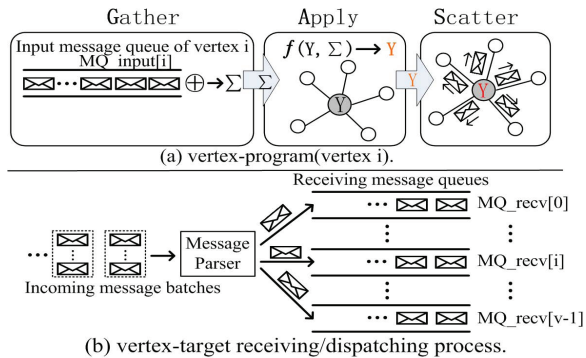 Gather
Apply
Scatter
Input message queue of vertex i
MQ_input[i]
... ⊕ → Σ
Σ
f(Y, Σ) → Y
Y
Y
Y
(a) vertex-program(vertex i).
Receiving message queues
... MQ_recv[0]
...
Message
Parser
... MQ_recv[i]
Incoming message batches
...
... MQ_recv[v-1]
(b) vertex-target receiving/dispatching process.